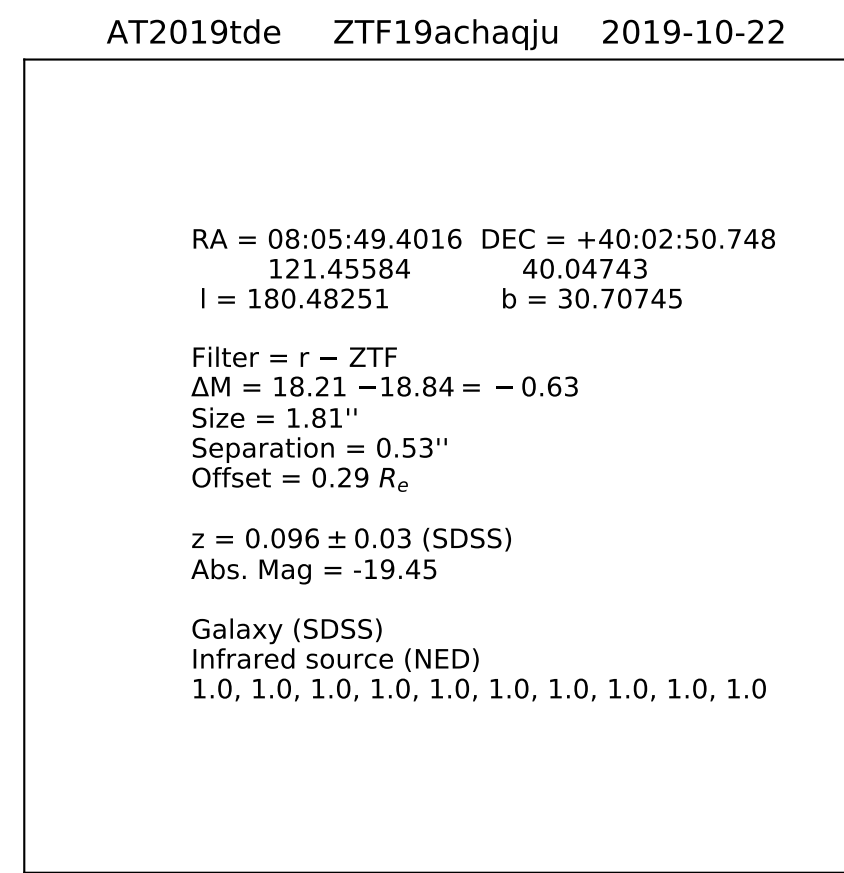 AT2019tde ZTF19achaqju 2019-10-22
RA = 08:05:49.4016 DEC = +40:02:50.748
121.45584 40.04743
l = 180.48251 b = 30.70745
Filter = r − ZTF
ΔM = 18.21 −18.84 = − 0.63
Size = 1.81''
Separation = 0.53''
Offset = 0.29 Rₑ
z = 0.096 ± 0.03 (SDSS)
Abs. Mag = -19.45
Galaxy (SDSS)
Infrared source (NED)
1.0, 1.0, 1.0, 1.0, 1.0, 1.0, 1.0, 1.0, 1.0, 1.0